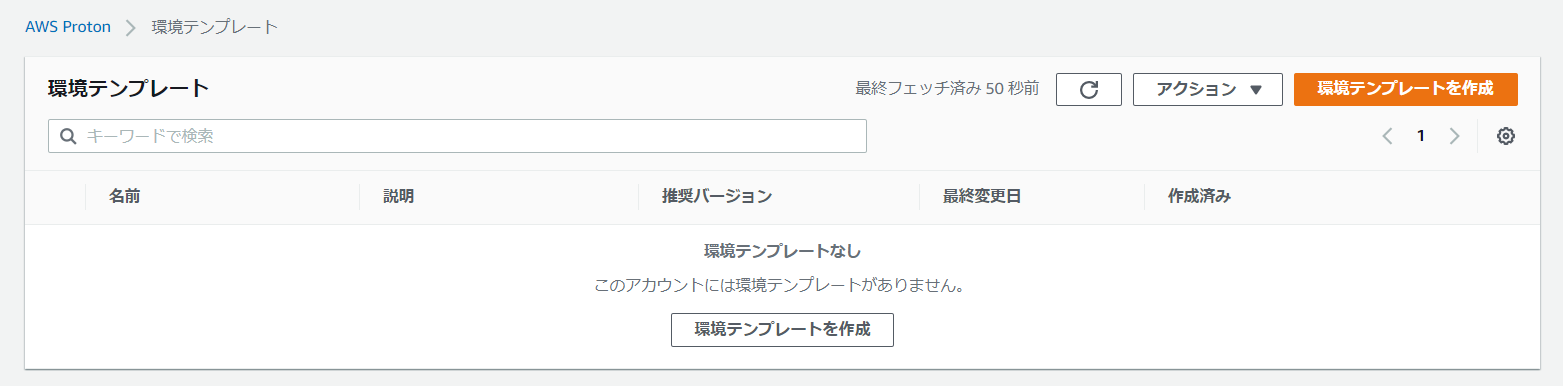 AWS Proton > 環境テンプレート
環境テンプレート
最終フェッチ済み 50 秒前
アクション
環境テンプレートを作成
キーワードで検索
1
名前 説明 推奨バージョン 最終変更日 作成済み
環境テンプレートなし
このアカウントには環境テンプレートがありません。
環境テンプレートを作成